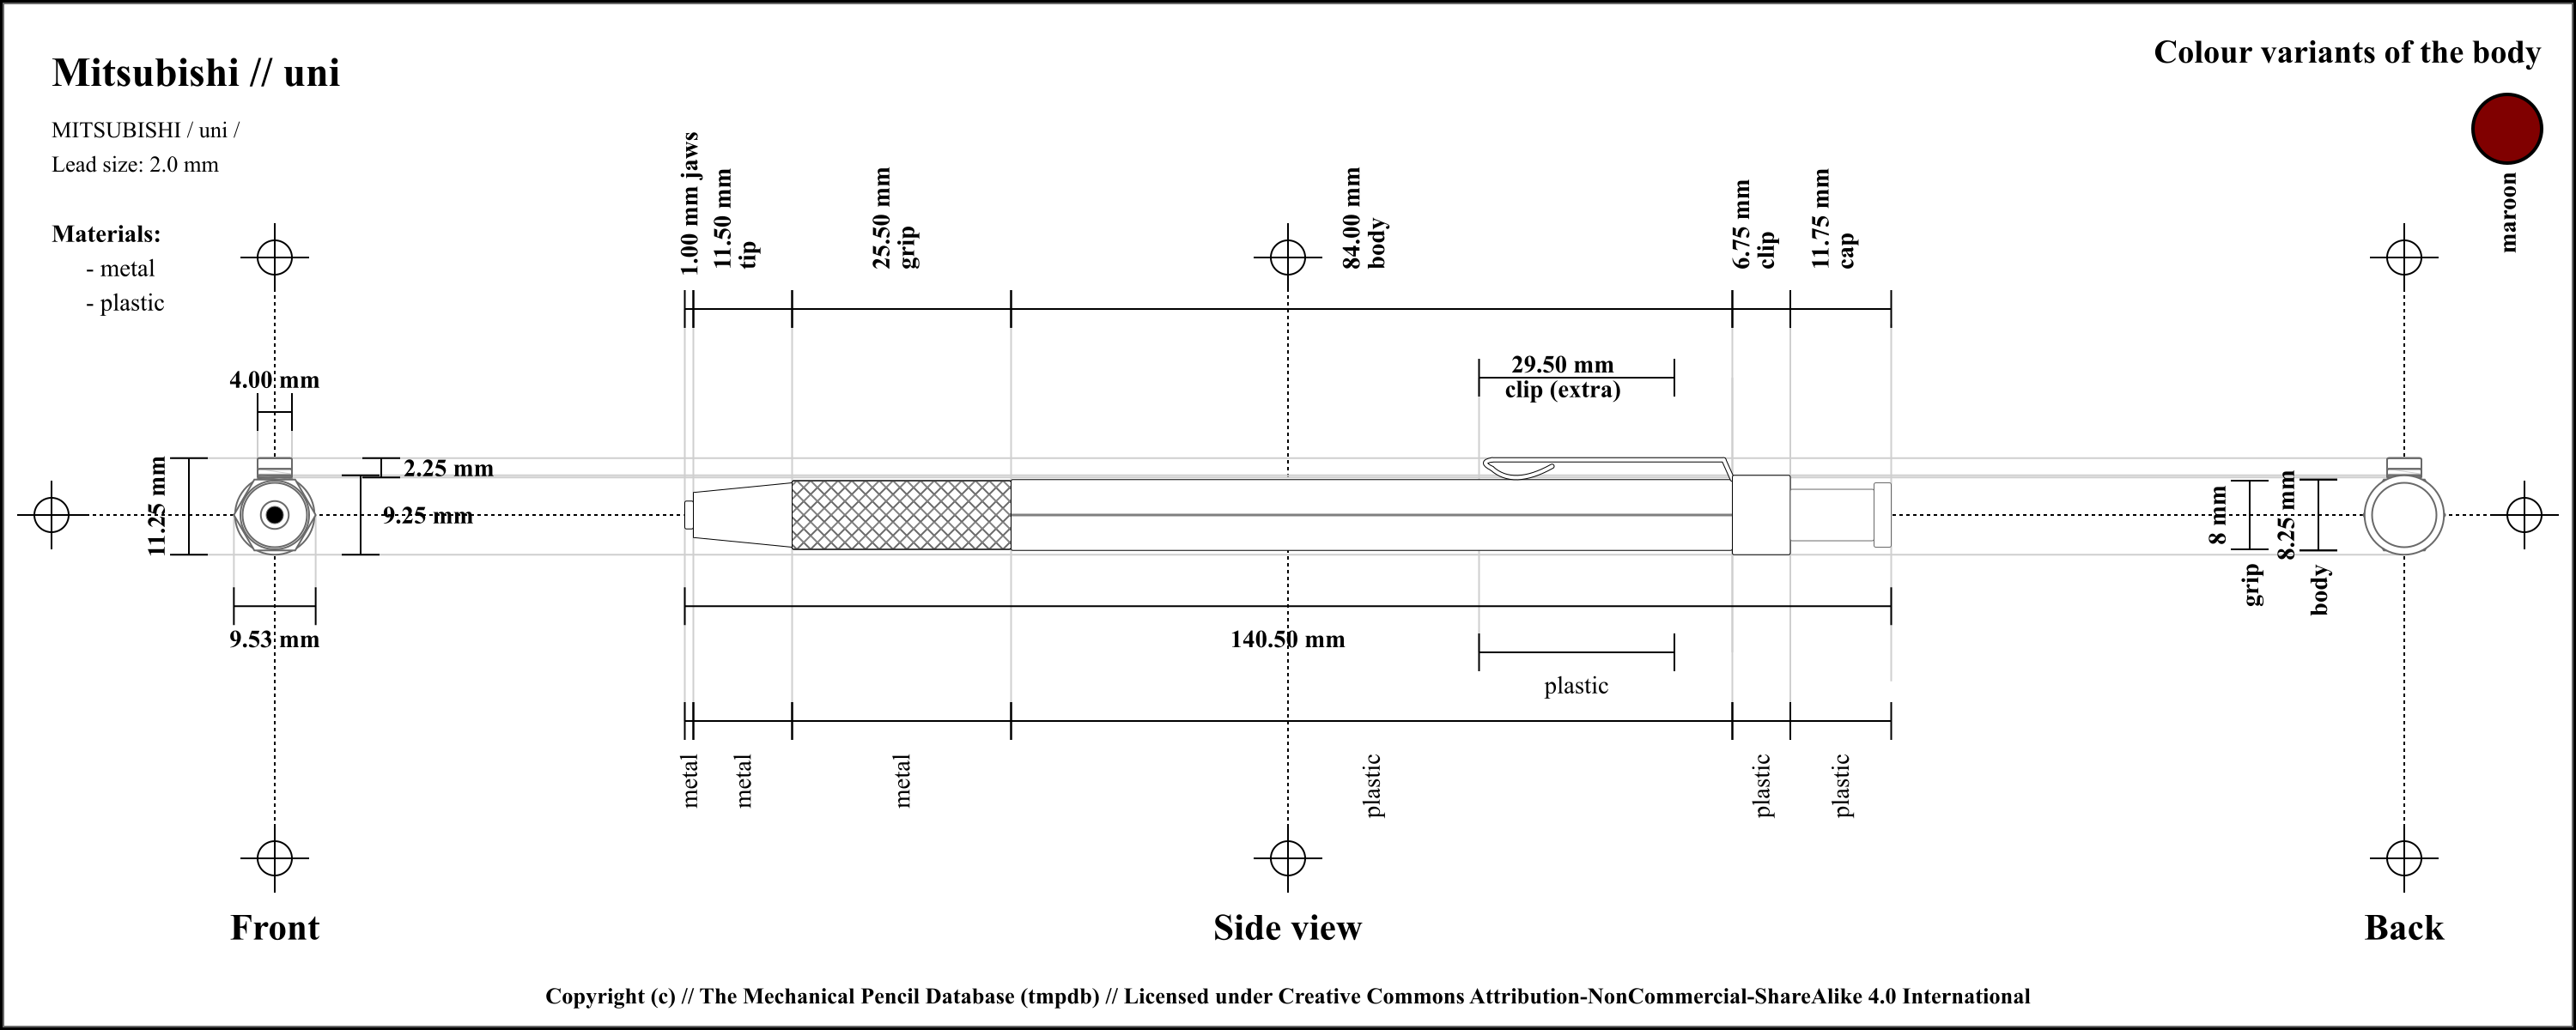 Mitsubishi // uni
Colour variants of the body
MITSUBISHI / uni /
Lead size: 2.0 mm
maroon
Materials:
- metal
- plastic
1.00 mm jaws
11.50 mm
tip
25.50 mm
grip
84.00 mm
body
6.75 mm
clip
11.75 mm
cap
29.50 mm
clip (extra)
4.00 mm
11.25 mm
2.25 mm
9.25 mm
9.53 mm
8 mm
grip
8.25 mm
body
140.50 mm
plastic
metal
metal
metal
plastic
plastic
plastic
Front
Side view
Back
Copyright (c) // The Mechanical Pencil Database (tmpdb) // Licensed under Creative Commons Attribution-NonCommercial-ShareAlike 4.0 International